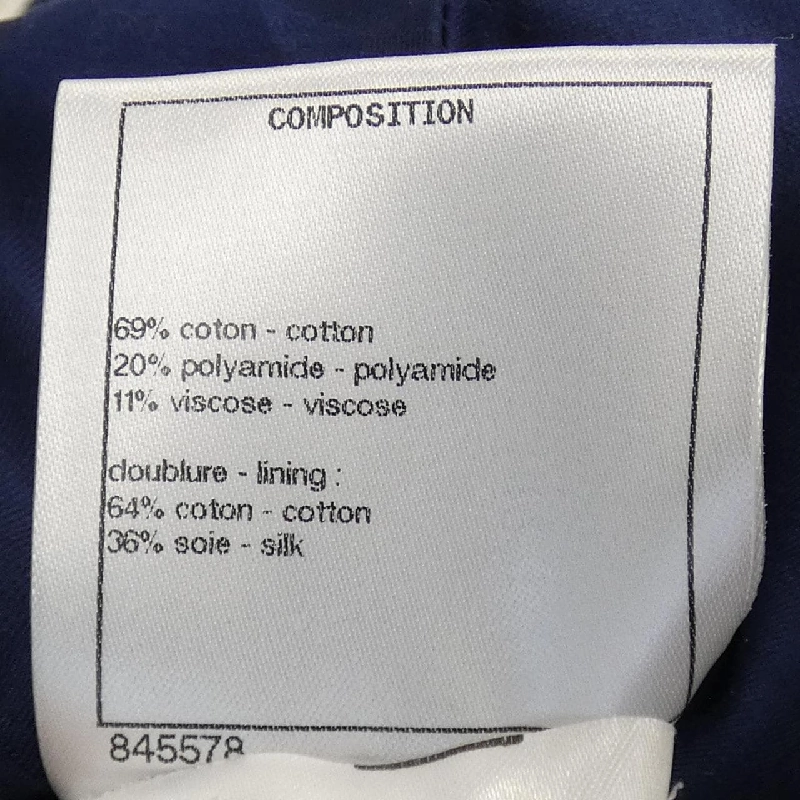 COMPOSITION
69% coton - cotton
20% polyamide - polyamide
11% viscose - viscose
doublure - lining :
64% coton - cotton
36% soie - silk
845578